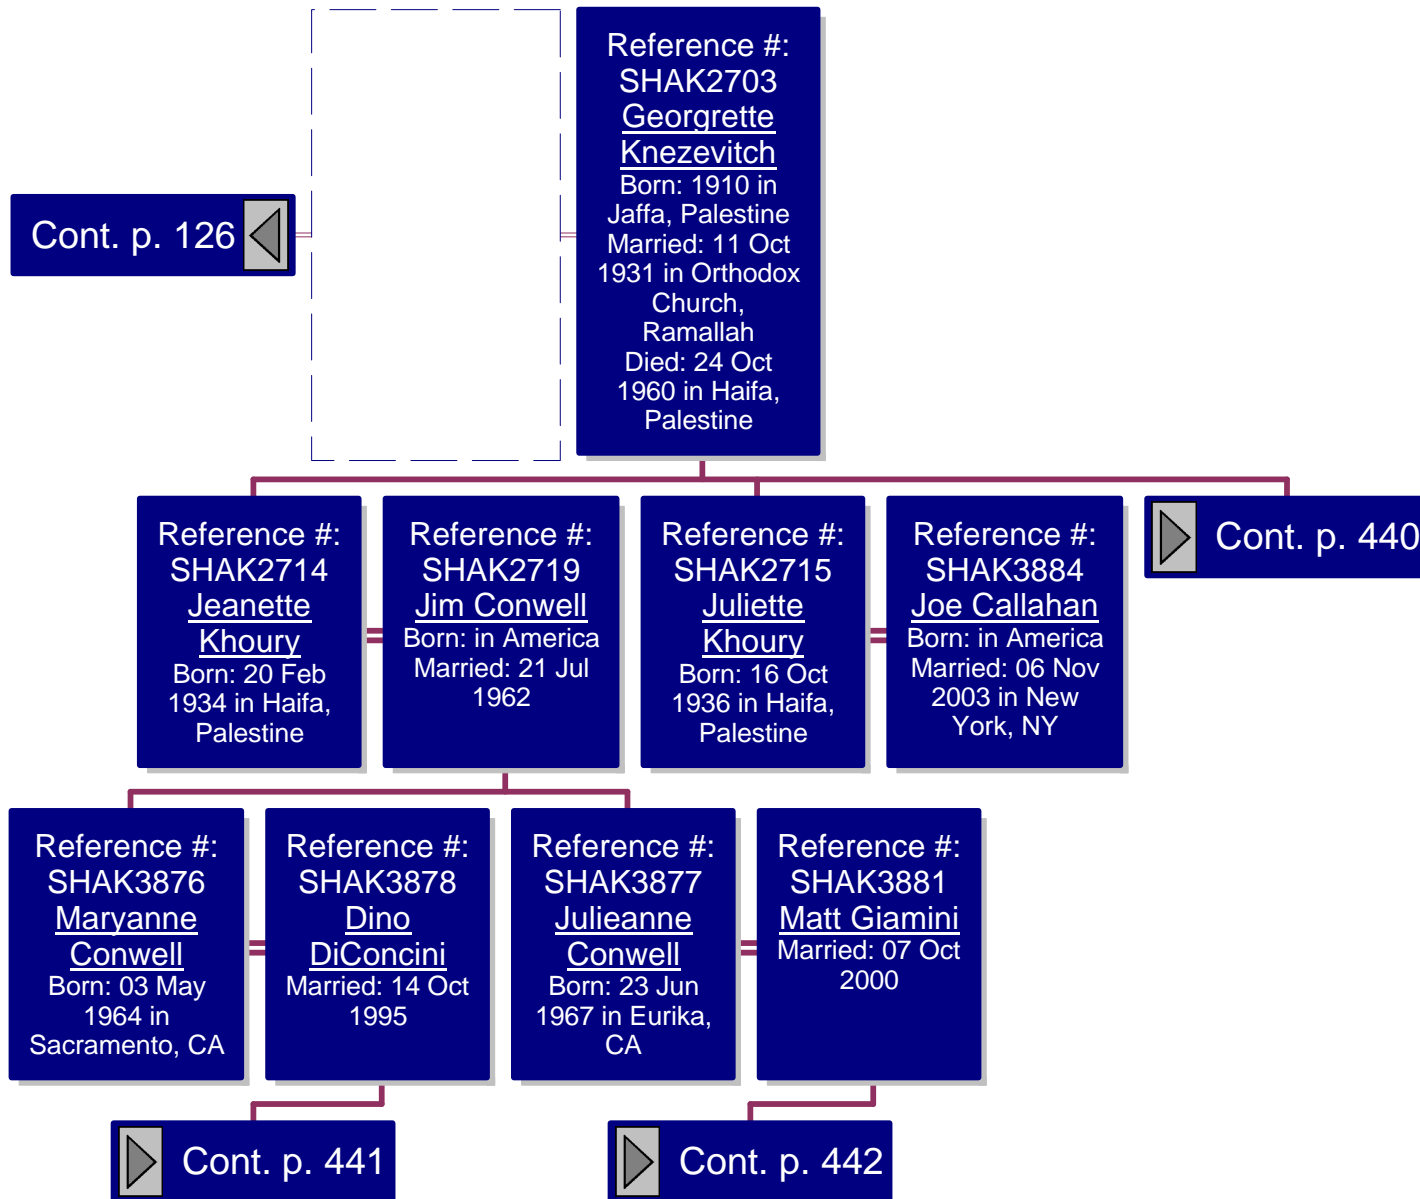 Reference #:
SHAK2703
Georgrette
Knezevitch
Born: 1910 in
Jaffa, Palestine
Married: 11 Oct
1931 in Orthodox
Church,
Ramallah
Died: 24 Oct
1960 in Haifa,
Palestine
Cont. p. 126
Reference #:
SHAK2714
Jeanette
Khoury
Born: 20 Feb
1934 in Haifa,
Palestine
Reference #:
SHAK2719
Jim Conwell
Born: in America
Married: 21 Jul
1962
Reference #:
SHAK2715
Juliette
Khoury
Born: 16 Oct
1936 in Haifa,
Palestine
Reference #:
SHAK3884
Joe Callahan
Born: in America
Married: 06 Nov
2003 in New
York, NY
Cont. p. 440
Reference #:
SHAK3876
Maryanne
Conwell
Born: 03 May
1964 in
Sacramento, CA
Reference #:
SHAK3878
Dino
DiConcini
Married: 14 Oct
1995
Reference #:
SHAK3877
Julieanne
Conwell
Born: 23 Jun
1967 in Eurika,
CA
Reference #:
SHAK3881
Matt Giamini
Married: 07 Oct
2000
Cont. p. 441
Cont. p. 442